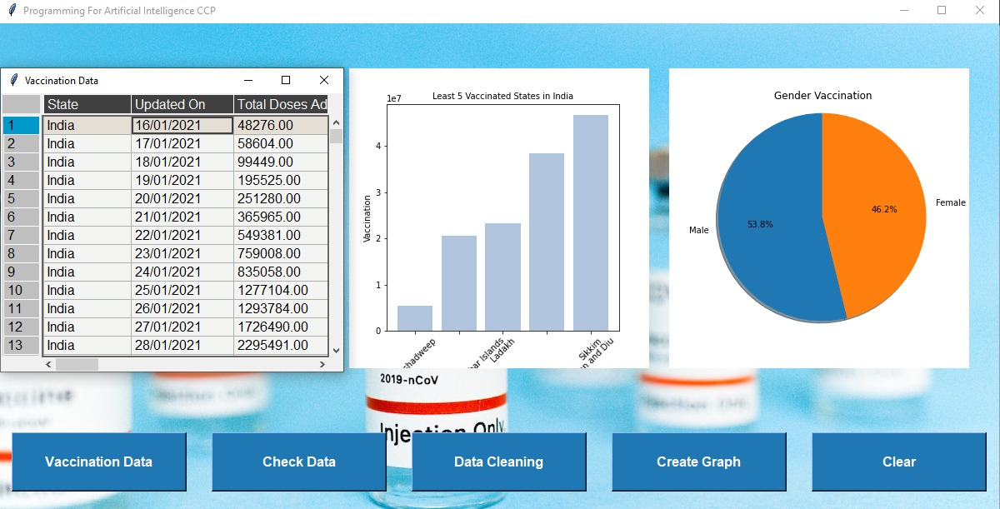 Programming For Artificial Intelligence CCP
Vaccination Data
State Updated On Total Doses Ad
1 India 16/01/2021 48276.00
2 India 17/01/2021 58604.00
3 India 18/01/2021 99449.00
4 India 19/01/2021 195525.00
5 India 20/01/2021 251280.00
6 India 21/01/2021 365965.00
7 India 22/01/2021 549381.00
8 India 23/01/2021 759008.00
9 India 24/01/2021 835058.00
10 India 25/01/2021 1277104.00
11 India 26/01/2021 1293784.00
12 India 27/01/2021 1726490.00
13 India 28/01/2021 2295491.00
Least 5 Vaccinated States in India
1e7
4
3
2
1
0
Vaccination
shadweep
ar Islands
Ladakh
Sikkim
n and Diu
Gender Vaccination
Male
53.8%
46.2%
Female
2019-nCoV
Injection Only.
Vaccination Data
Check Data
Data Cleaning
Create Graph
Clear